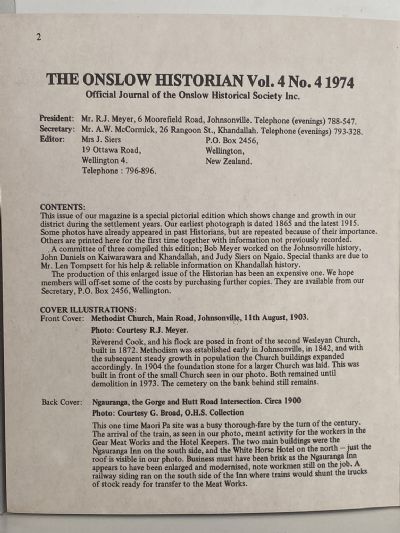 2
THE ONSLOW HISTORIAN Vol. 4 No. 4 1974
Official Journal of the Onslow Historical Society Inc.
President: Mr. R.J. Meyer, 6 Moorefield Road, Johnsonville. Telephone (evenings) 788-547.
Secretary: Mr. A.W. McCormick, 26 Rangoon St., Khandallah. Telephone (evenings) 793-328.
Editor: Mrs J. Siers P.O. Box 2456,
19 Ottawa Road, Wellington,
Wellington 4. New Zealand.
Telephone : 796-896.
CONTENTS:
This issue of our magazine is a special pictorial edition which shows change and growth in our
district during the settlement years. Our earliest photograph is dated 1865 and the latest 1915.
Some photos have already appeared in past Historians, but are repeated because of their importance.
Others are printed here for the first time together with information not previously recorded.
A committee of three compiled this edition; Bob Meyer worked on the Johnsonville history,
John Daniels on Kaiwarawara and Khandallah, and Judy Siers on Ngaio. Special thanks are due to
Mr. Len Tompsett for his help & reliable information on Khandallah history.
The production of this enlarged issue of the Historian has been an expensive one. We hope
members will off-set some of the costs by purchasing further copies. They are available from our
Secretary, P.O. Box 2456, Wellington.
COVER ILLUSTRATIONS:
Front Cover: Methodist Church, Main Road, Johnsonville, 11th August, 1903.
Photo: Courtesy R.J. Meyer.
Reverend Cook, and his flock are posed in front of the second Wesleyan Church,
built in 1872. Methodism was established early in Johnsonville, in 1842, and with
the subsequent steady growth in population the Church buildings expanded
accordingly. In 1904 the foundation stone for a larger Church was laid. This was
built in front of the small Church seen in our photo. Both remained until
demolition in 1973. The cemetery on the bank behind still remains.
Back Cover: Ngauranga, the Gorge and Hutt Road Intersection. Circa 1900
Photo: Courtesy G. Broad, O.H.S. Collection
This one time Maori Pa site was a busy thorough-fare by the turn of the century.
The arrival of the train, as seen in our photo, meant activity for the workers in the
Gear Meat Works and the Hotel Keepers. The two main buildings were the
Ngauranga Inn on the south side, and the White Horse Hotel on the north – just the
roof is visible in our photo. Business must have been brisk as the Ngauranga Inn
appears to have been enlarged and modernised, note workmen still on the job. A
railway siding ran on the south side of the Inn where trains would shunt the trucks
of stock ready for transfer to the Meat Works.